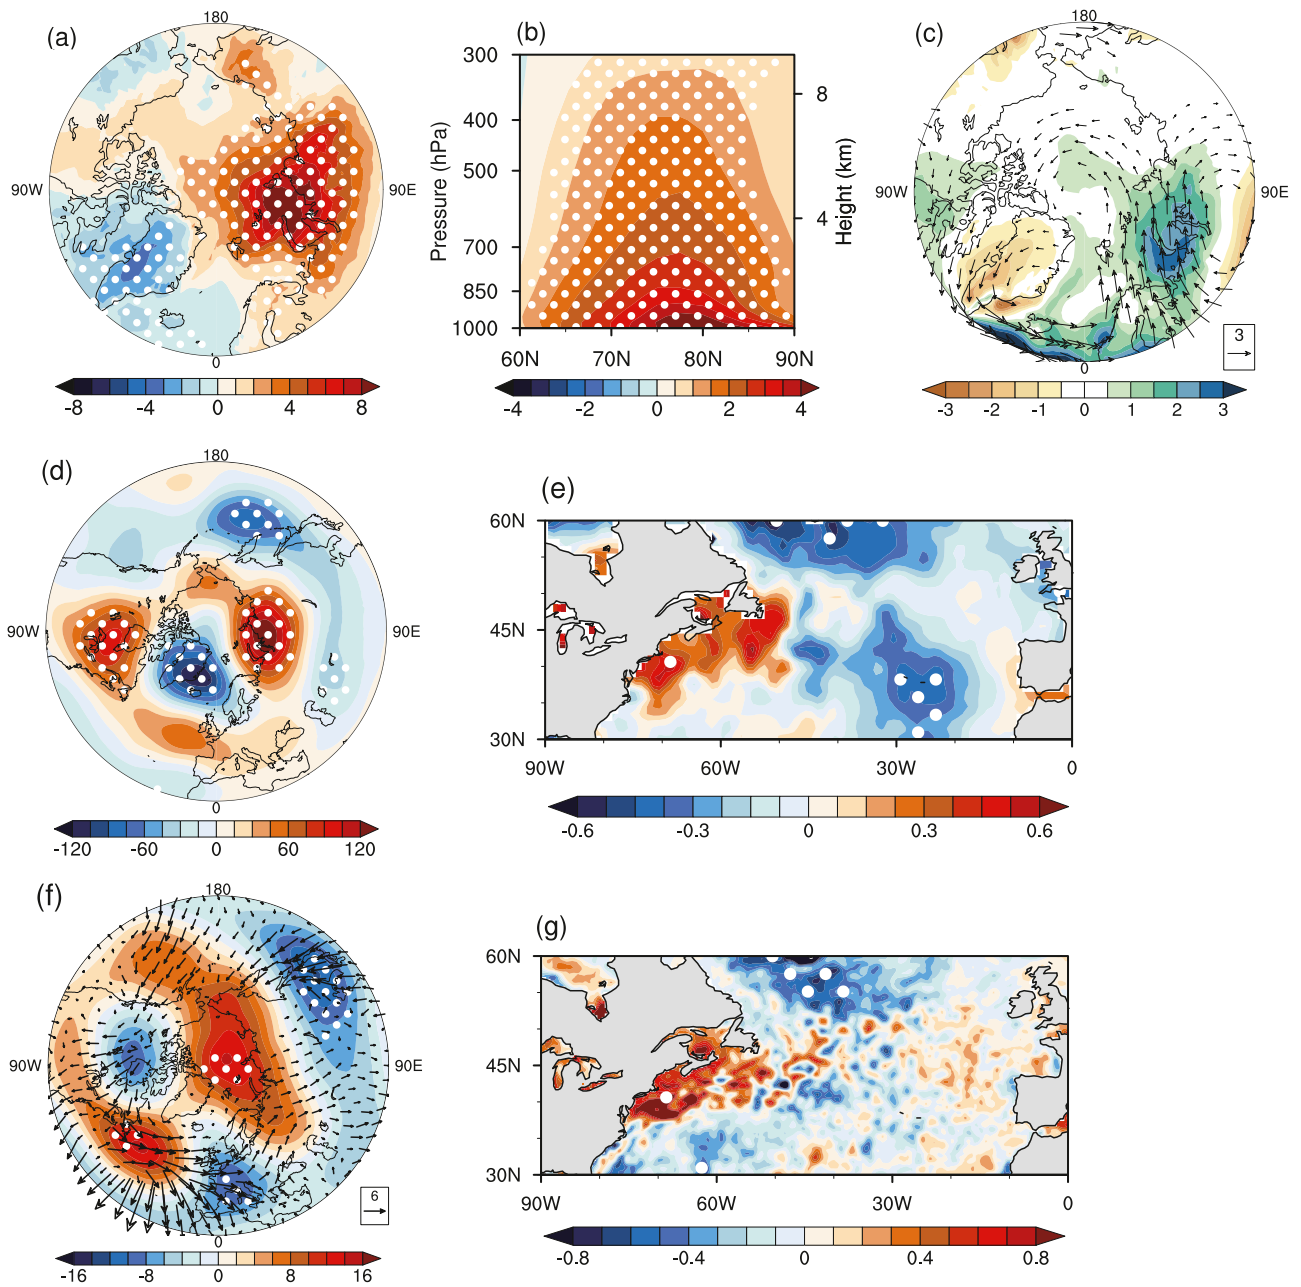 (a)
180
90W
90E
0
-8 -4 0 4 8
(b)
300
400
500
700
850
1000
Pressure (hPa)
60N 70N 80N 90N
8
4
Height (km)
-4 -2 0 2 4
(c)
180
90W
90E
0
3
-3 -2 -1 0 1 2 3
(d)
180
90W
90E
0
-120 -60 0 60 120
(e)
60N
45N
30N
90W 60W 30W 0
-0.6 -0.3 0 0.3 0.6
(f)
180
90W
90E
0
6
-16 -8 0 8 16
(g)
60N
45N
30N
90W 60W 30W 0
-0.8 -0.4 0 0.4 0.8